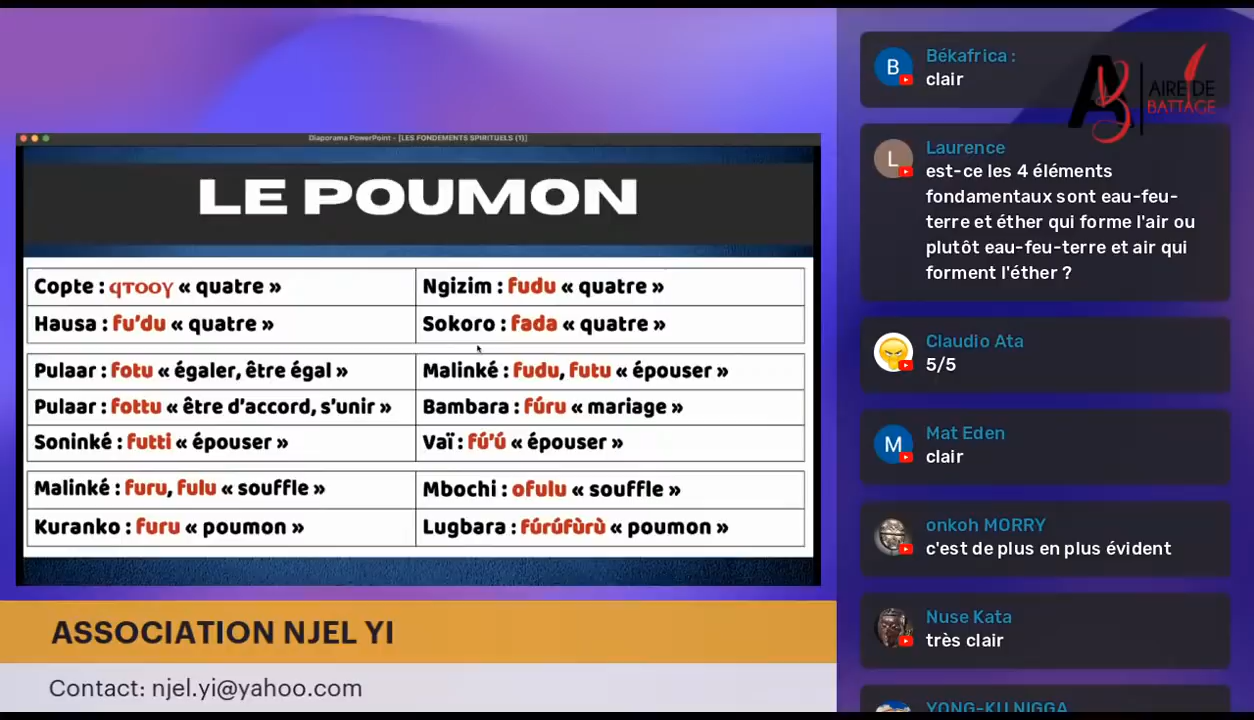 Diaporama PowerPoint - [LES FONDEMENTS SPIRITUELS (1)]
LE POUMON
Copte : ϥⲧⲟⲟⲩ « quatre »
Ngizim : fudu « quatre »
Hausa : fu’du « quatre »
Sokoro : fada « quatre »
Pulaar : fotu « égaler, être égal »
Malinké : fudu, futu « épouser »
Pulaar : fottu « être d’accord, s’unir »
Bambara : fúru « mariage »
Soninké : futti « épouser »
Vaï : fú’ú « épouser »
Malinké : furu, fulu « souffle »
Mbochi : ofulu « souffle »
Kuranko : furu « poumon »
Lugbara : fúrúfùrù « poumon »
ASSOCIATION NJEL YI
Contact: njel.yi@yahoo.com
AIRE DE
BATTAGE
B
Békafrica :
clair
L
Laurence
est-ce les 4 éléments
fondamentaux sont eau-feu-
terre et éther qui forme l'air ou
plutôt eau-feu-terre et air qui
forment l'éther ?
Claudio Ata
5/5
M
Mat Eden
clair
onkoh MORRY
c'est de plus en plus évident
Nuse Kata
très clair
YONG-KU NIGGA